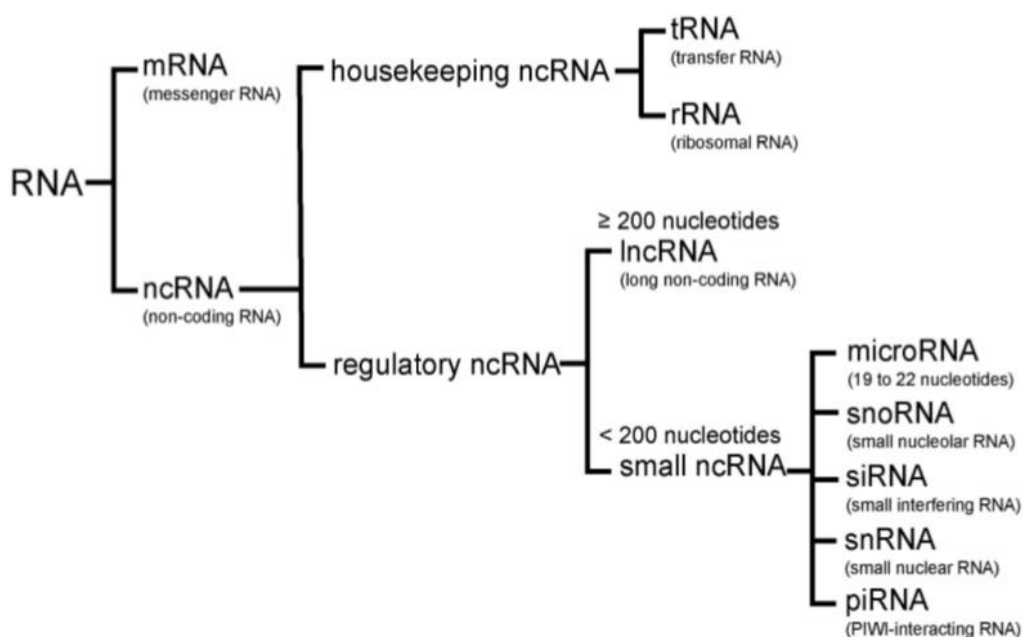 RNA
mRNA
(messenger RNA)
ncRNA
(non-coding RNA)
housekeeping ncRNA
tRNA
(transfer RNA)
rRNA
(ribosomal RNA)
regulatory ncRNA
≥ 200 nucleotides
lncRNA
(long non-coding RNA)
< 200 nucleotides
small ncRNA
microRNA
(19 to 22 nucleotides)
snoRNA
(small nucleolar RNA)
siRNA
(small interfering RNA)
snRNA
(small nuclear RNA)
piRNA
(PIWI-interacting RNA)